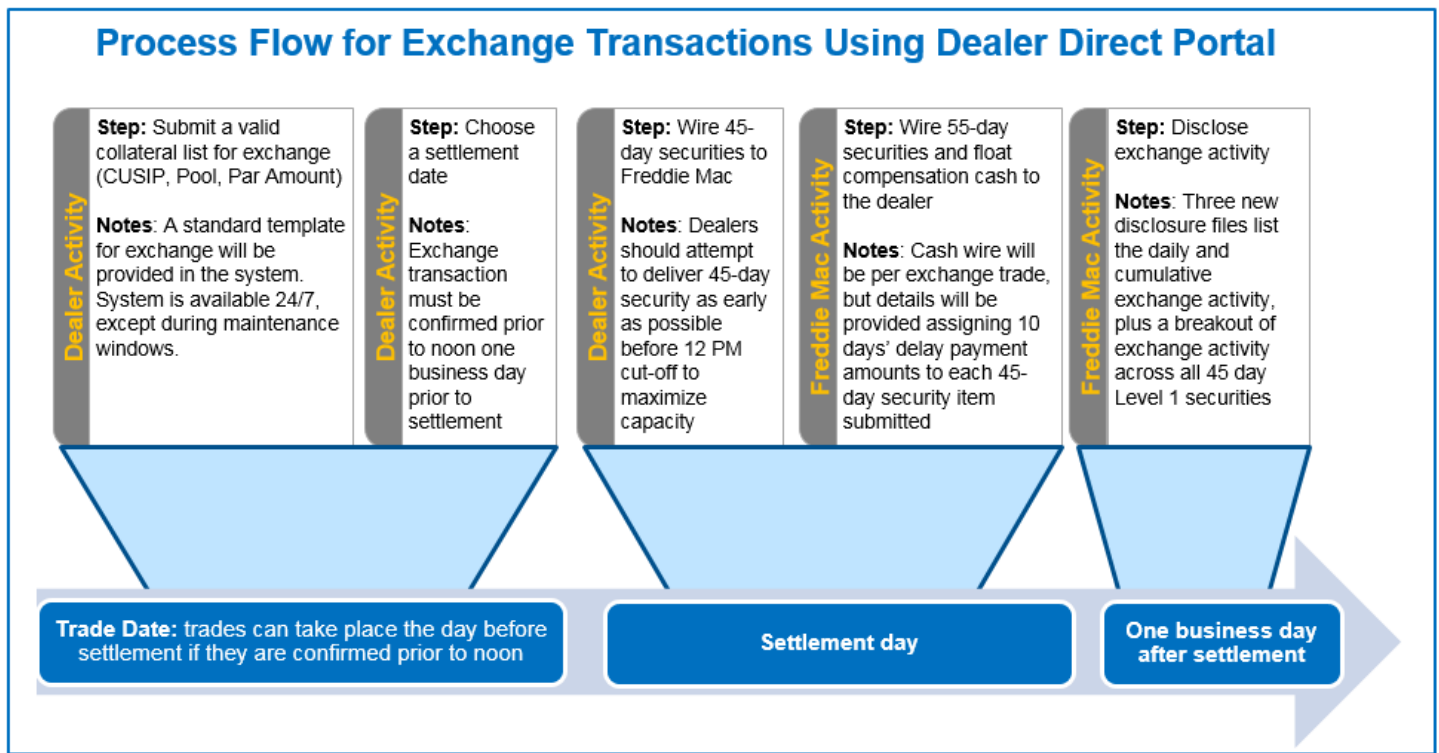 Process Flow for Exchange Transactions Using Dealer Direct Portal
Dealer Activity
Step: Submit a valid
collateral list for exchange
(CUSIP, Pool, Par Amount)
Notes: A standard template
for exchange will be
provided in the system.
System is available 24/7,
except during maintenance
windows.
Dealer Activity
Step: Choose
a settlement
date
Notes:
Exchange
transaction
must be
confirmed prior
to noon one
business day
prior to
settlement
Dealer Activity
Step: Wire 45-
day securities to
Freddie Mac
Notes: Dealers
should attempt
to deliver 45-day
security as early
as possible
before 12 PM
cut-off to
maximize
capacity
Freddie Mac Activity
Step: Wire 55-day
securities and float
compensation cash to
the dealer
Notes: Cash wire will
be per exchange trade,
but details will be
provided assigning 10
days’ delay payment
amounts to each 45-
day security item
submitted
Freddie Mac Activity
Step: Disclose
exchange activity
Notes: Three new
disclosure files list
the daily and
cumulative
exchange activity,
plus a breakout of
exchange activity
across all 45 day
Level 1 securities
Trade Date: trades can take place the day before
settlement if they are confirmed prior to noon
Settlement day
One business day
after settlement